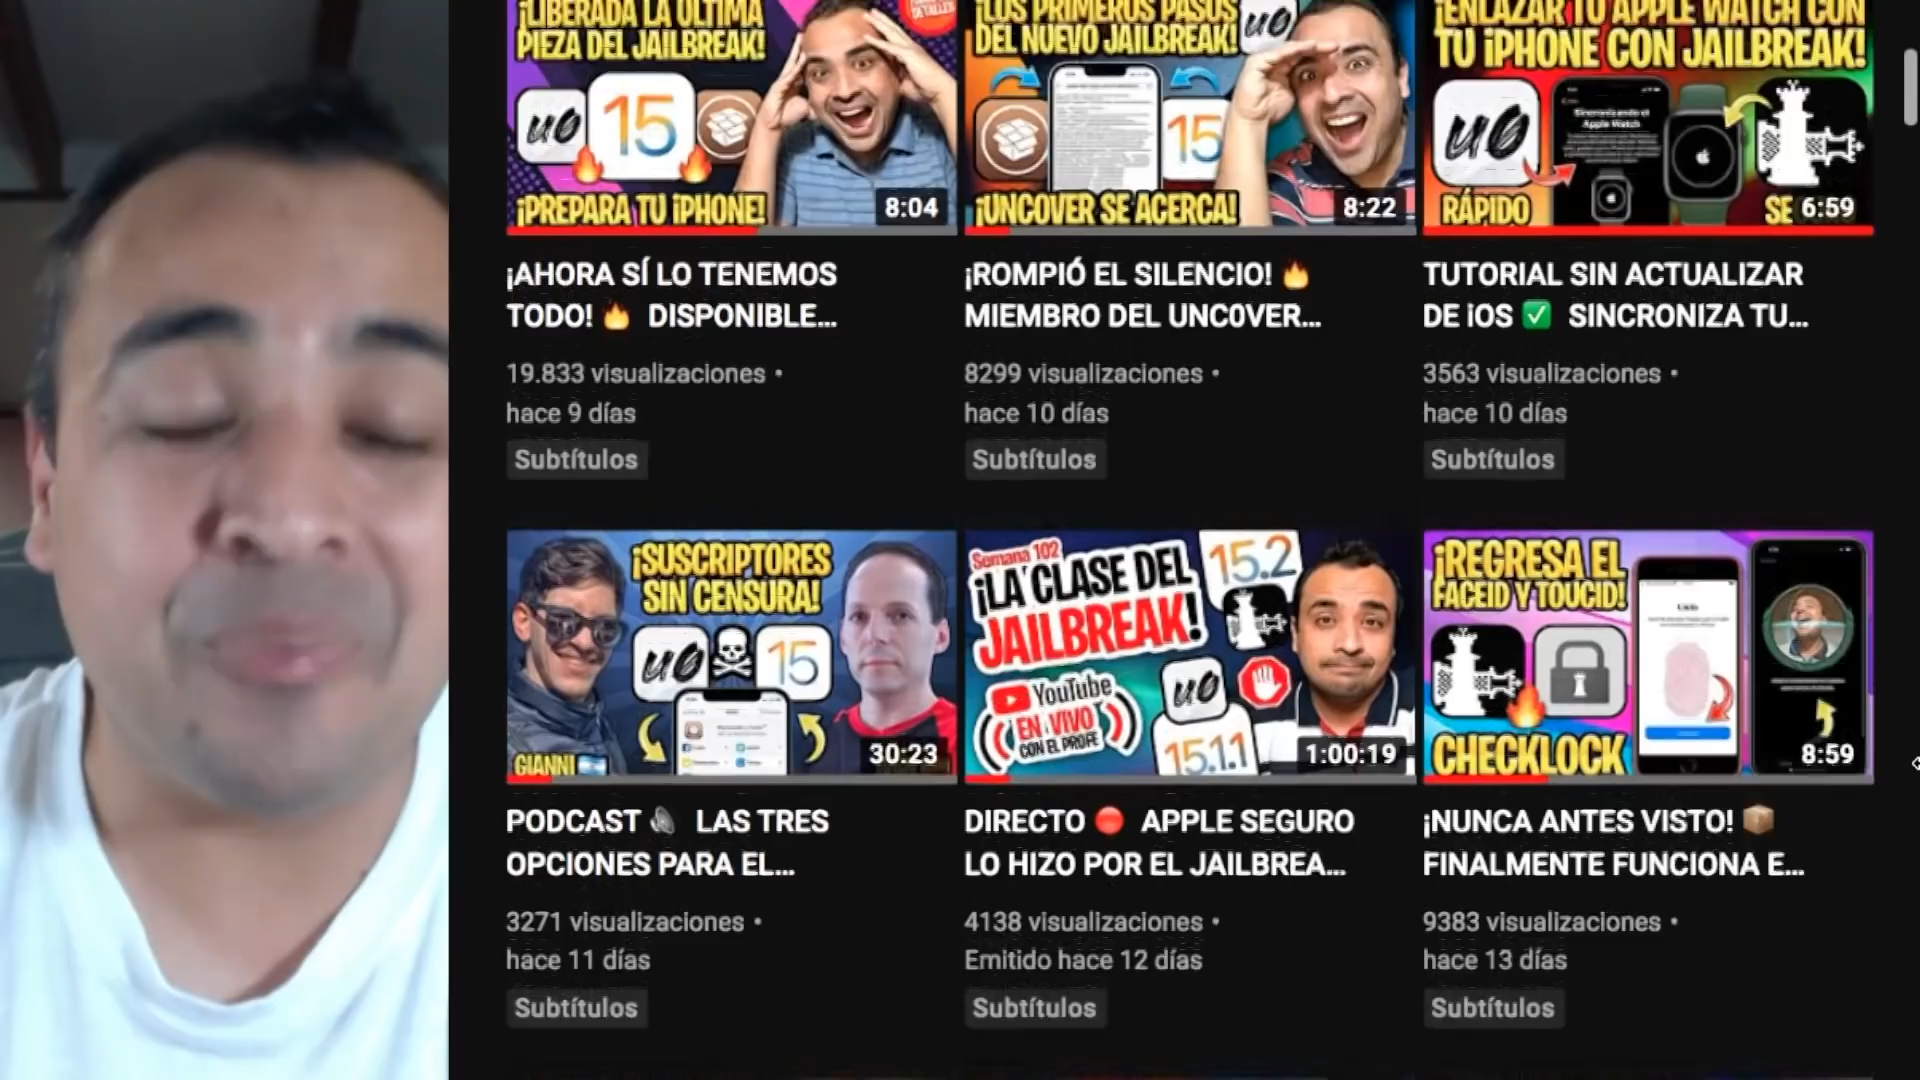 ¡LIBERADA LA ÚLTIMA
PIEZA DEL JAILBREAK!
DETALLES
uo
15
¡PREPARA TU iPHONE!
8:04
¡LOS PRIMEROS PASOS
DEL NUEVO JAILBREAK!
uo
15
¡UNCOVER SE ACERCA!
8:22
¡ENLAZAR TU APPLE WATCH CON
TU iPHONE CON JAILBREAK!
uo
Sincronizando el
Apple Watch
RÁPIDO
SE
6:59
¡AHORA SÍ LO TENEMOS
TODO! 🔥 DISPONIBLE...
19.833 visualizaciones •
hace 9 días
Subtítulos
¡ROMPIÓ EL SILENCIO! 🔥
MIEMBRO DEL UNC0VER...
8299 visualizaciones •
hace 10 días
Subtítulos
TUTORIAL SIN ACTUALIZAR
DE iOS ✅ SINCRONIZA TU...
3563 visualizaciones •
hace 10 días
Subtítulos
¡SUSCRIPTORES
SIN CENSURA!
uo
15
GIANNI
30:23
Semana 102
¡LA CLASE DEL
JAILBREAK!
15.2
YouTube
EN VIVO
CON EL PROFE
uo
15.1.1
1:00:19
¡REGRESA EL
FACEID Y TOUCID!
CHECKLOCK
8:59
PODCAST 🔊 LAS TRES
OPCIONES PARA EL...
3271 visualizaciones •
hace 11 días
Subtítulos
DIRECTO 🔴 APPLE SEGURO
LO HIZO POR EL JAILBREA...
4138 visualizaciones •
Emitido hace 12 días
Subtítulos
¡NUNCA ANTES VISTO! 📦
FINALMENTE FUNCIONA E...
9383 visualizaciones •
hace 13 días
Subtítulos